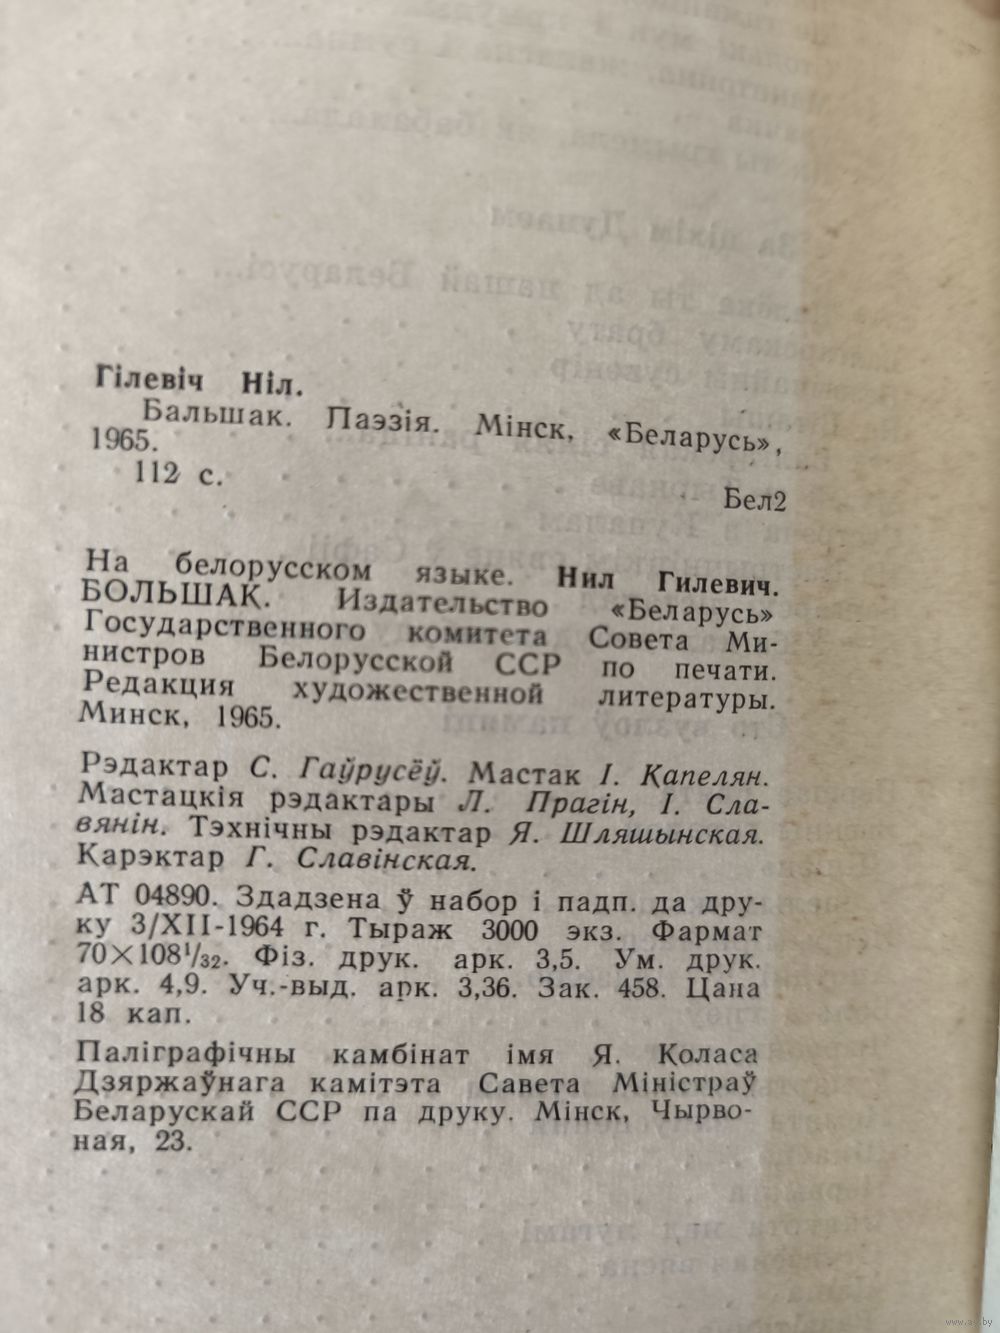 Гілевіч Ніл.
Бальшак. Паэзія. Мінск, «Беларусь»,
1965.
112 с.
Бел2
На белорусском языке. Нил Гилевич.
БОЛЬШАК. Издательство «Беларусь»
Государственного комитета Совета Ми-
нистров Белорусской ССР по печати.
Редакция художественной литературы.
Минск, 1965.
Рэдактар С. Гаўрусёў. Мастак І. Капелян.
Мастацкія рэдактары Л. Прагін, І. Сла-
вянін. Тэхнічны рэдактар Я. Шляшынская.
Карэктар Г. Славінская.
АТ 04890. Здадзена ў набор і падп. да дру-
ку 3/XII-1964 г. Тыраж 3000 экз. Фармат
70×108¹/₃₂. Фіз. друк. арк. 3,5. Ум. друк.
арк. 4,9. Уч.-выд. арк. 3,36. Зак. 458. Цана
18 кап.
Паліграфічны камбінат імя Я. Коласа
Дзяржаўнага камітэта Савета Міністраў
Беларускай ССР па друку. Мінск, Чырво-
ная, 23.